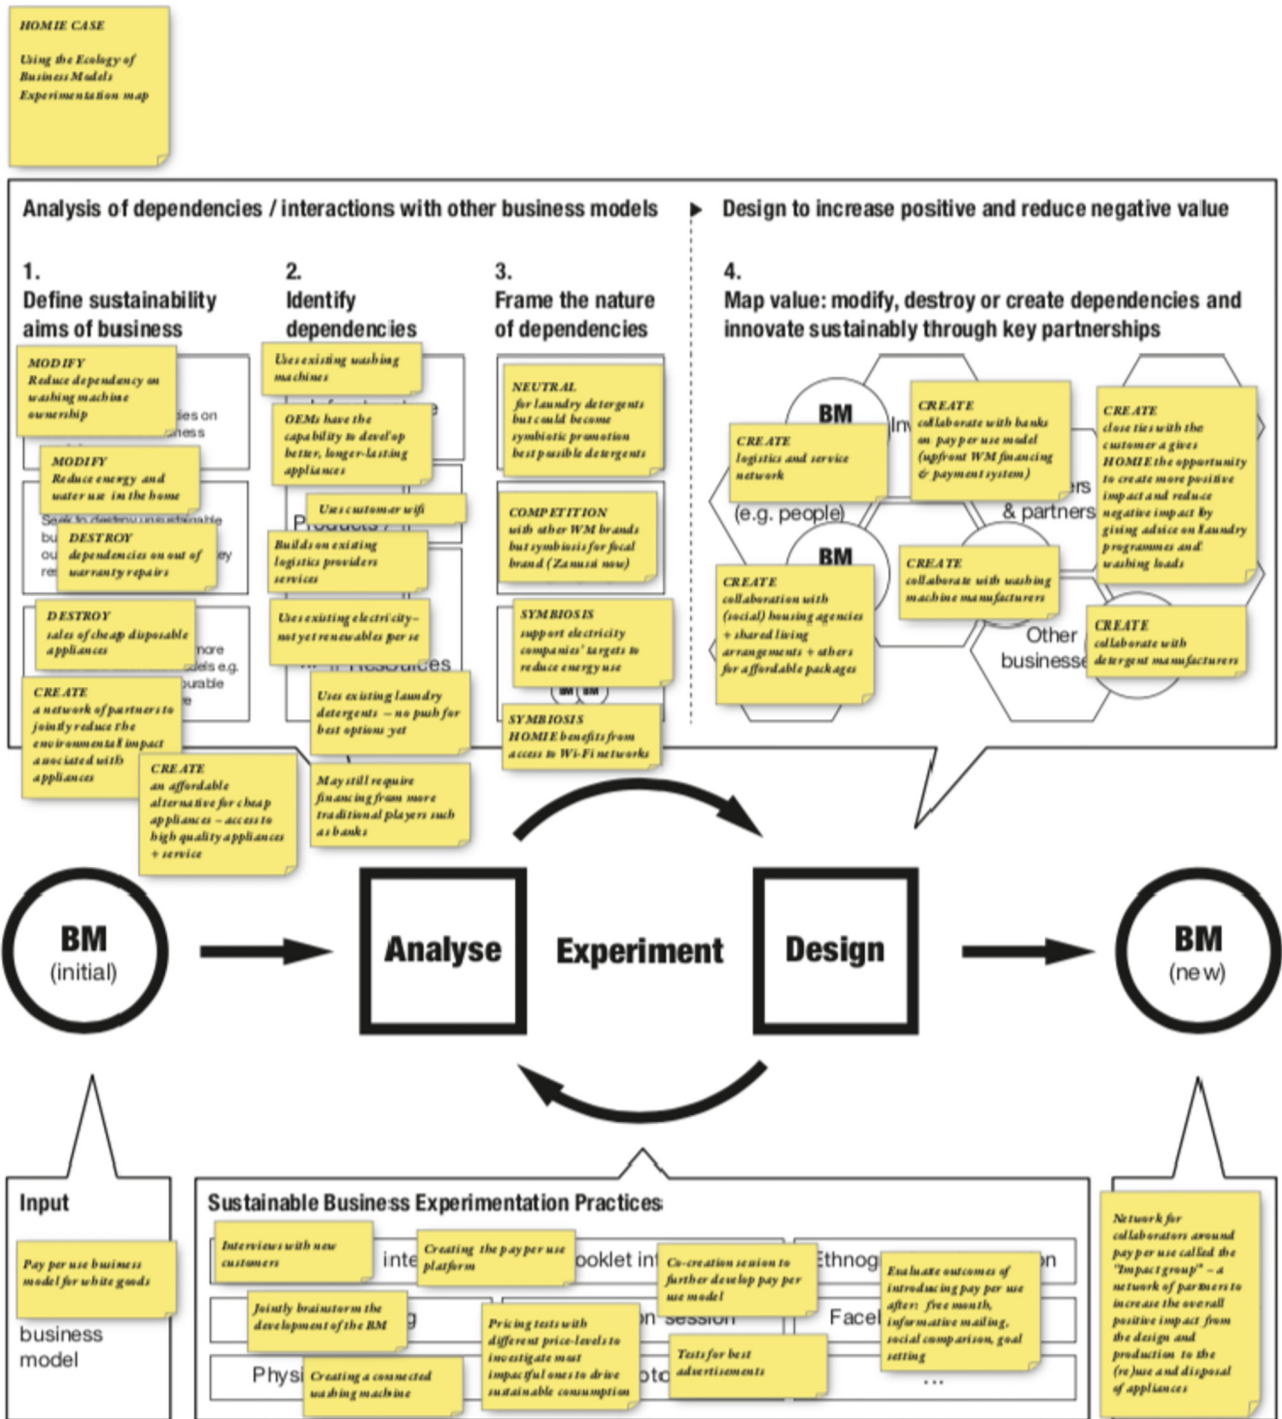 HOMIE CASE
Using the Ecology of
Business Models
Experimentation map
Analysis of dependencies / interactions with other business models
Design to increase positive and reduce negative value
1.
Define sustainability
aims of business
2.
Identify
dependencies
3.
Frame the nature
of dependencies
4.
Map value: modify, destroy or create dependencies and
innovate sustainably through key partnerships
MODIFY
Reduce dependency on
washing machine
ownership
MODIFY
Reduce energy and
water use in the home
Seek to destroy unsustainable
DESTROY
dependencies on out of
warranty repairs
DESTROY
sales of cheap disposable
appliances
more
e.g.
CREATE
a network of partners to
jointly reduce the
environmental impact
associated with
appliances
CREATE
an affordable
alternative for cheap
appliances – access to
high quality appliances
+ service
Uses existing washing
machines
OEMs have the
capability to develop
better, longer-lasting
appliances
Uses customer wifi
Products /
Builds on existing
logistics providers
services
Uses existing electricity–
not yet renewables per se
Resources
Uses existing laundry
detergents – no push for
best options yet
May still require
financing from more
traditional players such
as banks
NEUTRAL
for laundry detergents
but could become
symbiotic promotion
best possible detergents
COMPETITION
with other WM brands
but symbiosis for focal
brand (Zanussi now)
SYMBIOSIS
support electricity
companies' targets to
reduce energy use
BM BM
SYMBIOSIS
HOMIE benefits from
access to Wi-Fi networks
BM
CREATE
logistics and service
network
(e.g. people)
CREATE
collaborate with banks
on pay per use model
(upfront WM financing
& payment system)
& partners
CREATE
close ties with the
customer a gives
HOMIE the opportunity
to create more positive
impact and reduce
negative impact by
giving advice on laundry
programmes and
washing loads
BM
CREATE
collaboration with
(social) housing agencies
+ shared living
arrangements + others
for affordable packages
CREATE
collaborate with washing
machine manufacturers
Other
CREATE
collaborate with
detergent manufacturers
BM
(initial)
Analyse
Experiment
Design
BM
(new)
Input
Pay per use business
model for white goods
business
model
Sustainable Business Experimentation Practices
Interviews with new
customers
Creating the pay per use
platform
Co-creation session to
further develop pay per
use model
Evaluate outcomes of
introducing pay per use
after: free month,
informative mailing,
social comparison, goal
setting
Jointly brainstorm the
development of the BM
Pricing tests with
different price-levels to
investigate most
impactful ones to drive
sustainable consumption
session
Tests for best
advertisements
Creating a connected
washing machine
...
Network for
collaborators around
pay per use called the
"Impact group" – a
network of partners to
increase the overall
positive impact from
the design and
production to the
(re)use and disposal
of appliances